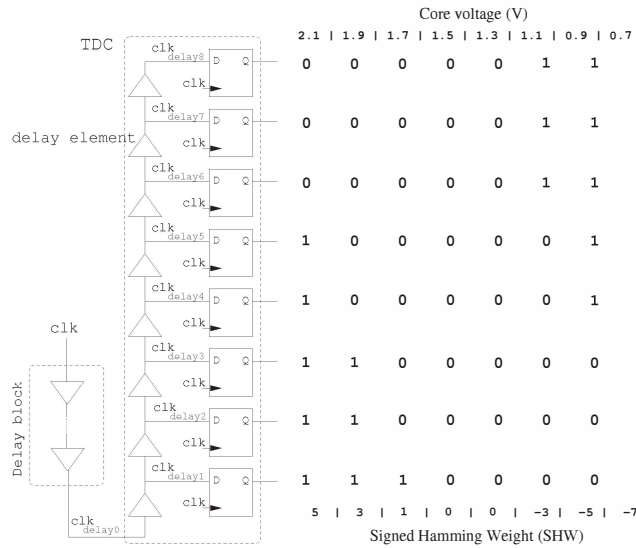 Core voltage (V)
2.1 | 1.9 | 1.7 | 1.5 | 1.3 | 1.1 | 0.9 | 0.7
TDC
clk delay8 D Q clk 0 0 0 0 0 1 1
clk delay7 D Q clk 0 0 0 0 0 1 1
delay element
clk delay6 D Q clk 0 0 0 0 0 1 1
clk delay5 D Q clk 1 0 0 0 0 0 1
clk delay4 D Q clk 1 0 0 0 0 0 1
clk
clk delay3 D Q clk 1 1 0 0 0 0 0
Delay block
clk delay2 D Q clk 1 1 0 0 0 0 0
clk delay1 D Q clk 1 1 1 0 0 0 0
clk delay0
5 | 3 | 1 | 0 | 0 | -3 | -5 | -7
Signed Hamming Weight (SHW)